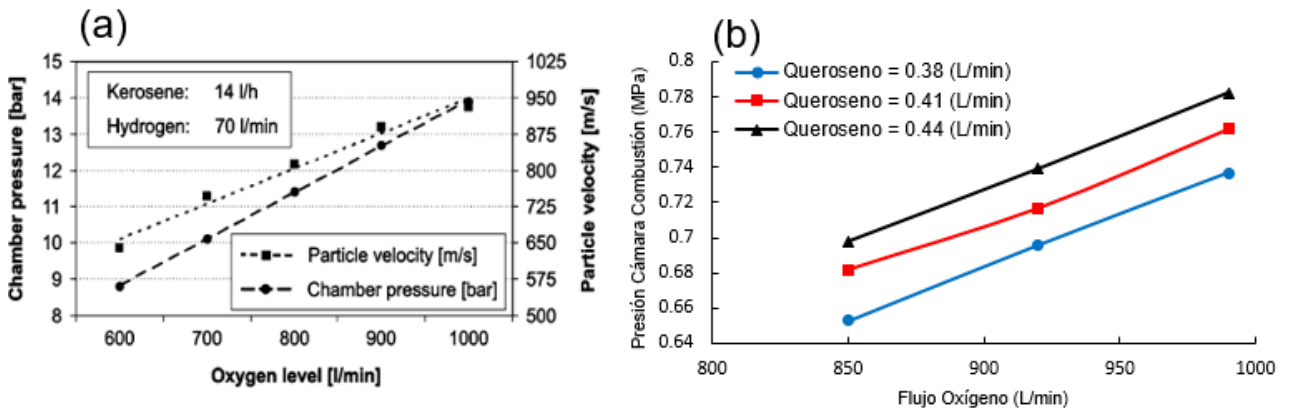 (a)
Chamber pressure [bar]
15
14
13
12
11
10
9
8
Kerosene: 14 l/h
Hydrogen: 70 l/min
Particle velocity [m/s]
Chamber pressure [bar]
1025
950
875
800
725
650
575
500
Particle velocity [m/s]
600 700 800 900 1000
Oxygen level [l/min]
(b)
Presión Cámara Combustión (MPa)
0.8
0.78
0.76
0.74
0.72
0.7
0.68
0.66
0.64
Queroseno = 0.38 (L/min)
Queroseno = 0.41 (L/min)
Queroseno = 0.44 (L/min)
800 850 900 950 1000
Flujo Oxígeno (L/min)